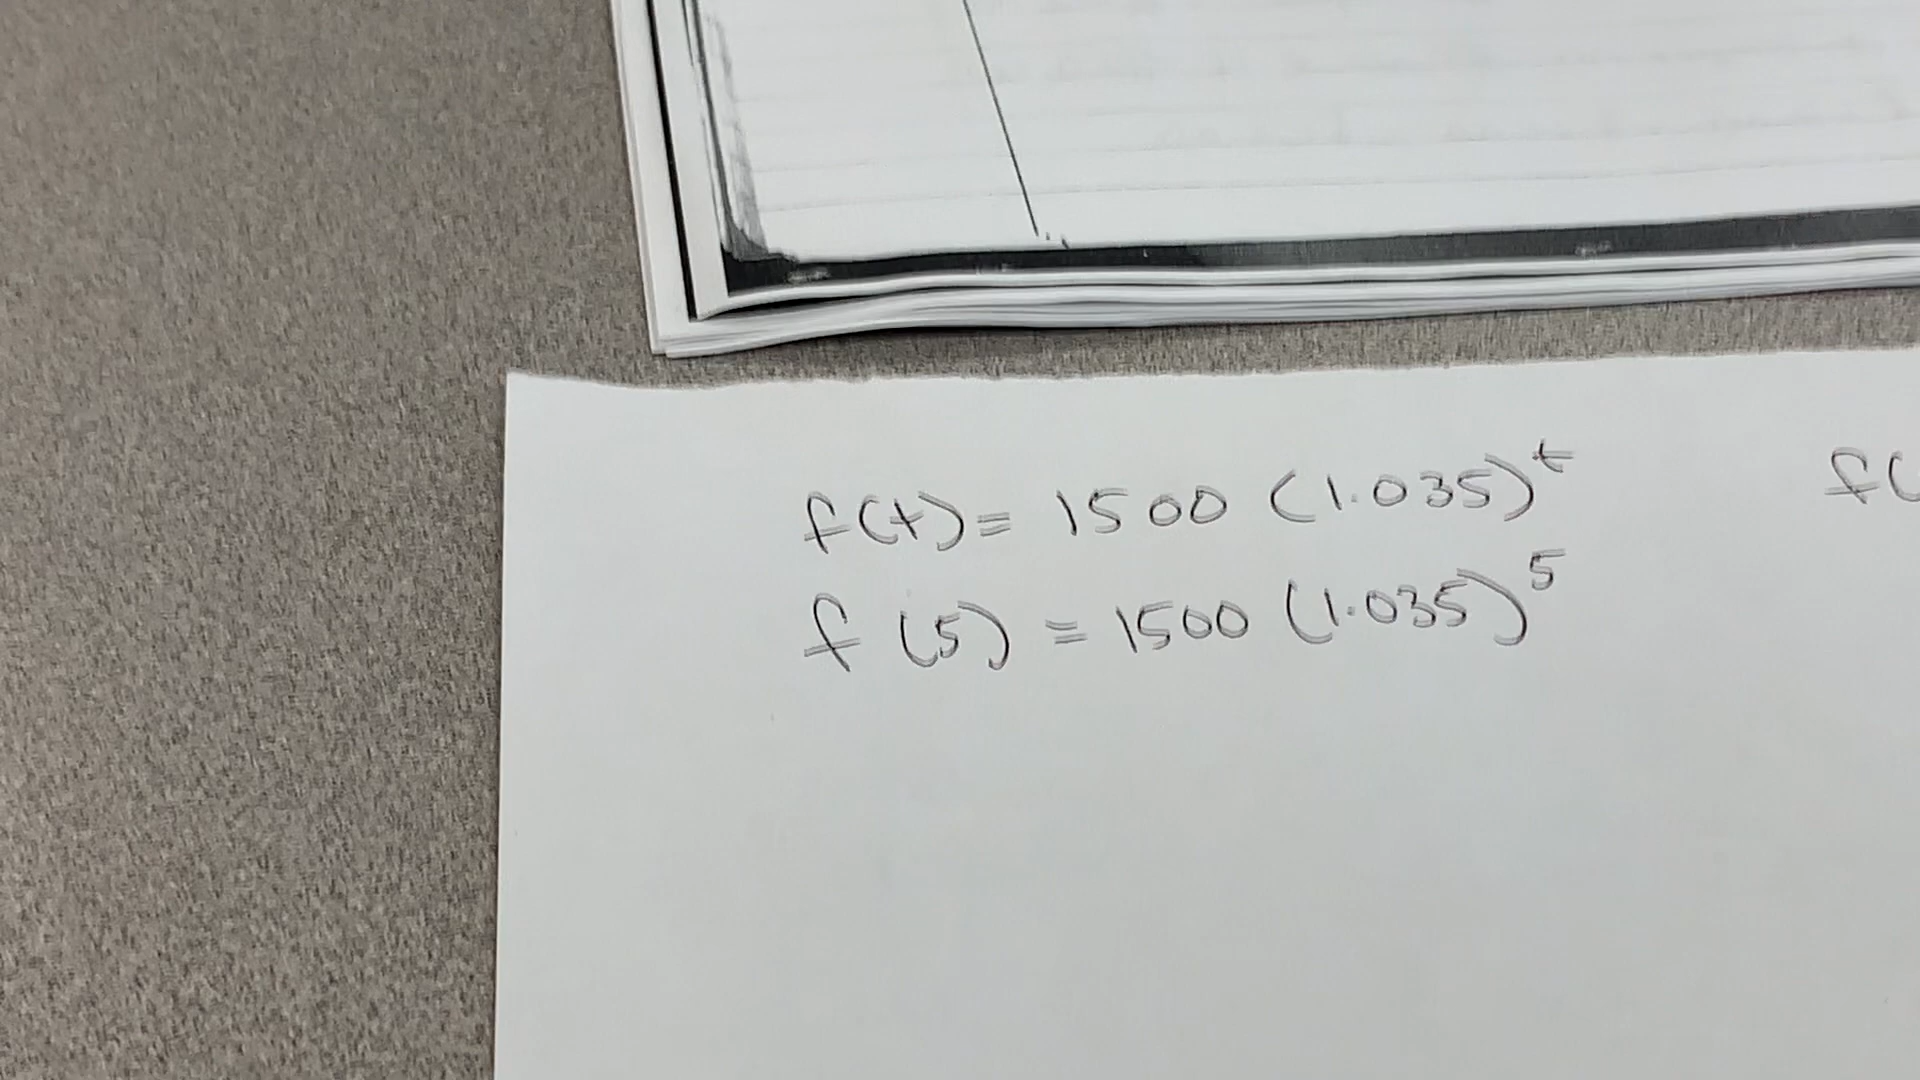 f(t) = 1500 (1.035)^t f(
f (5) = 1500 (1.035)^5